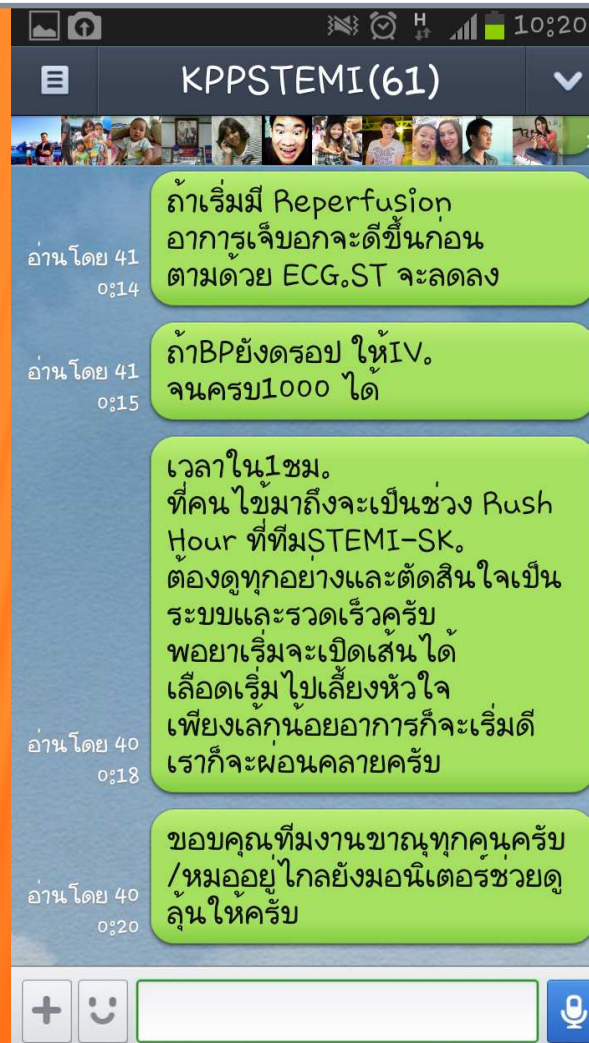 H 10:20
KPPSTEMI(61)
ถ้าเริ่มมี Reperfusion
อาการเจ็บอกจะดีขึ้นก่อน
ตามด้วย ECG.ST จะลดลง
อ่านโดย 41
0:14
ถ้าBPยังดรอป ให้IV.
จนครบ1000 ได้
อ่านโดย 41
0:15
เวลาใน1ชม.
ที่คนไข้มาถึงจะเป็นช่วง Rush
Hour ที่ทีมSTEMI-SK.
ต้องดูทุกอย่างและตัดสินใจเป็น
ระบบและรวดเร็วครับ
พอยาเริ่มจะเปิดเส้นได้
เลือดเริ่มไปเลี้ยงหัวใจ
เพียงเล้กน้อยอาการก็จะเริ่มดี
เราก็จะผ่อนคลายครับ
อ่านโดย 40
0:18
ขอบคุณทีมงานขาณุทุกคนครับ
/หมออยู่ไกลยังมอนิเตอร์ช่วยดู
ลุ้นให้ครับ
อ่านโดย 40
0:20